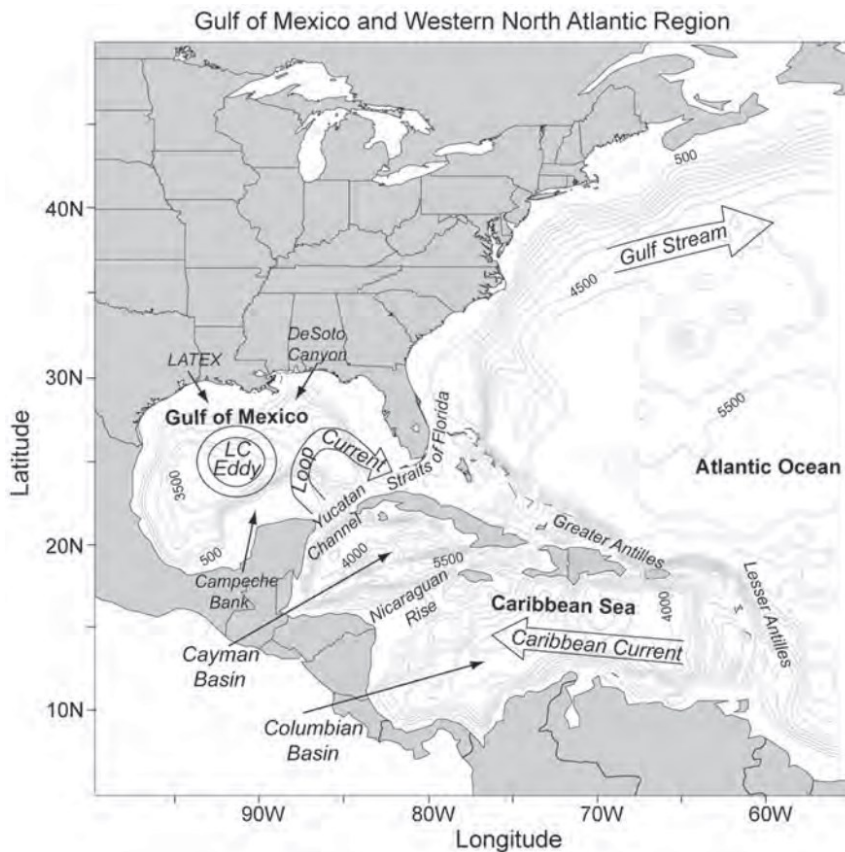 Gulf of Mexico and Western North Atlantic Region
500
40N
Gulf Stream
4500
DeSoto
Canyon
LATEX
30N
5500
Gulf of Mexico
Straits of Florida
Current
Loop
LC
Eddy
Latitude
Atlantic Ocean
3500
Yucatan
Channel
Greater Antilles
20N
500
4000
5500
Campeche
Bank
Nicaraguan
Rise
Caribbean Sea
4000
Lesser Antilles
Caribbean Current
Cayman
Basin
10N
Columbian
Basin
90W
80W
70W
60W
Longitude